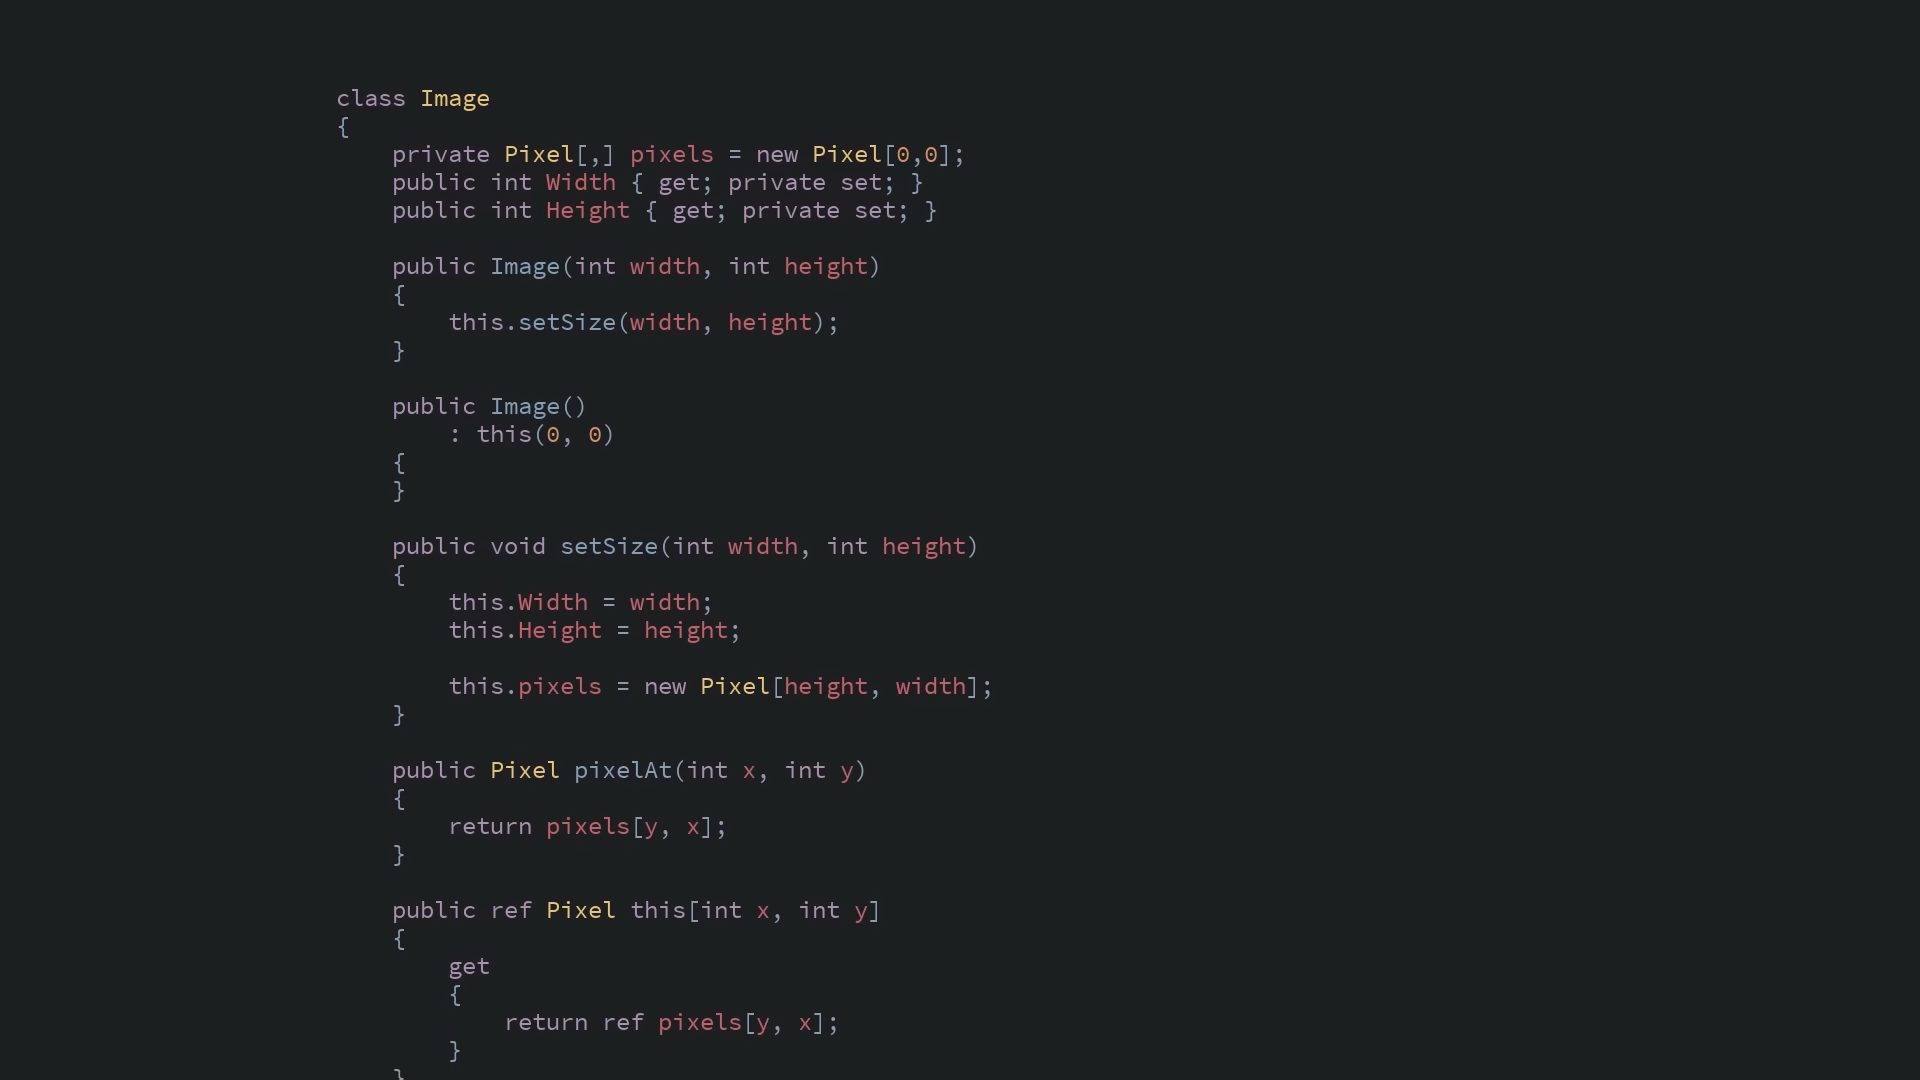 class Image
{
    private Pixel[,] pixels = new Pixel[0,0];
    public int Width { get; private set; }
    public int Height { get; private set; }

    public Image(int width, int height)
    {
        this.setSize(width, height);
    }

    public Image()
        : this(0, 0)
    {
    }

    public void setSize(int width, int height)
    {
        this.Width = width;
        this.Height = height;

        this.pixels = new Pixel[height, width];
    }

    public Pixel pixelAt(int x, int y)
    {
        return pixels[y, x];
    }

    public ref Pixel this[int x, int y]
    {
        get
        {
            return ref pixels[y, x];
        }
    }